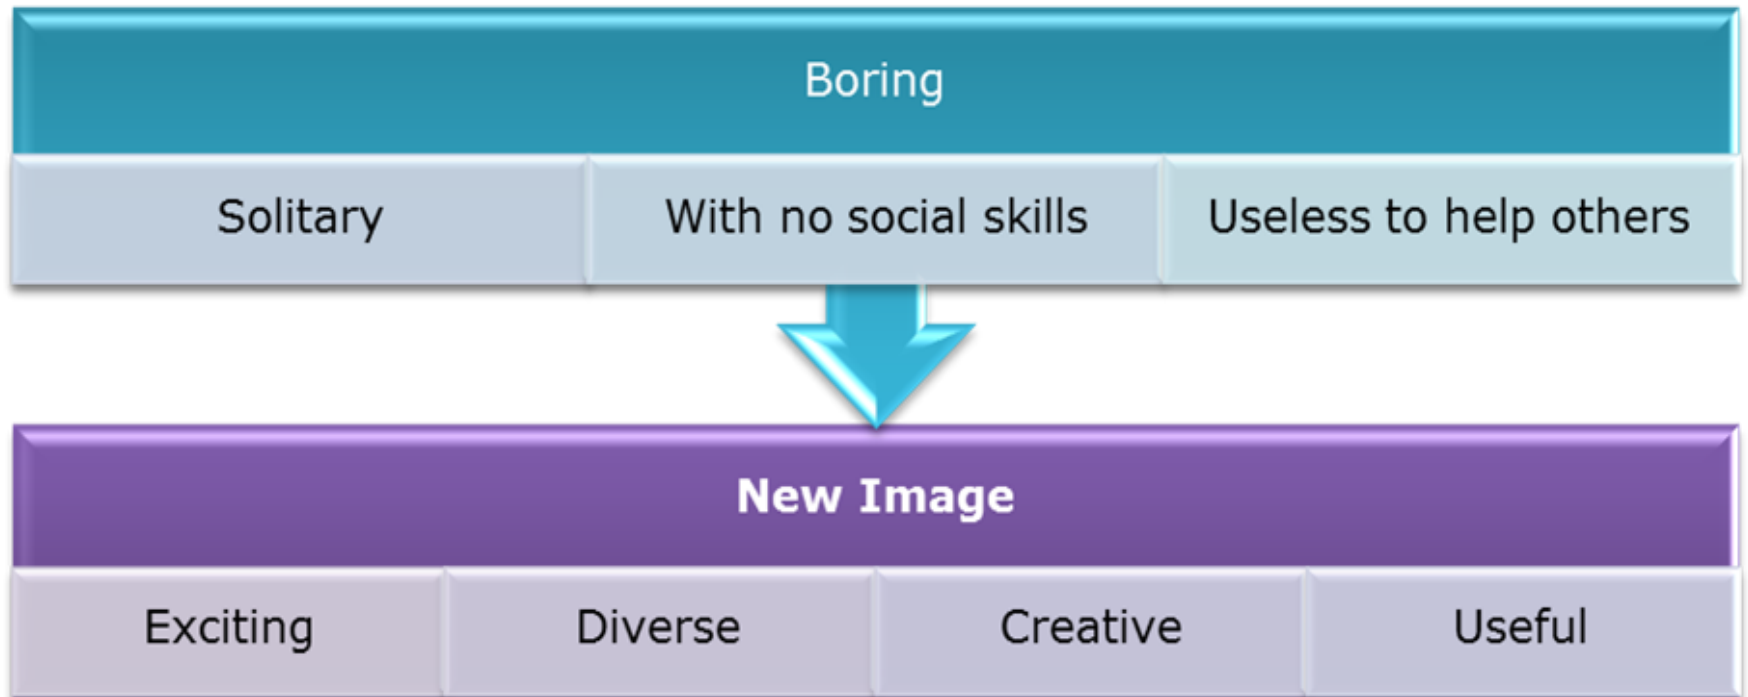 Boring
Solitary
With no social skills
Useless to help others
New Image
Exciting
Diverse
Creative
Useful